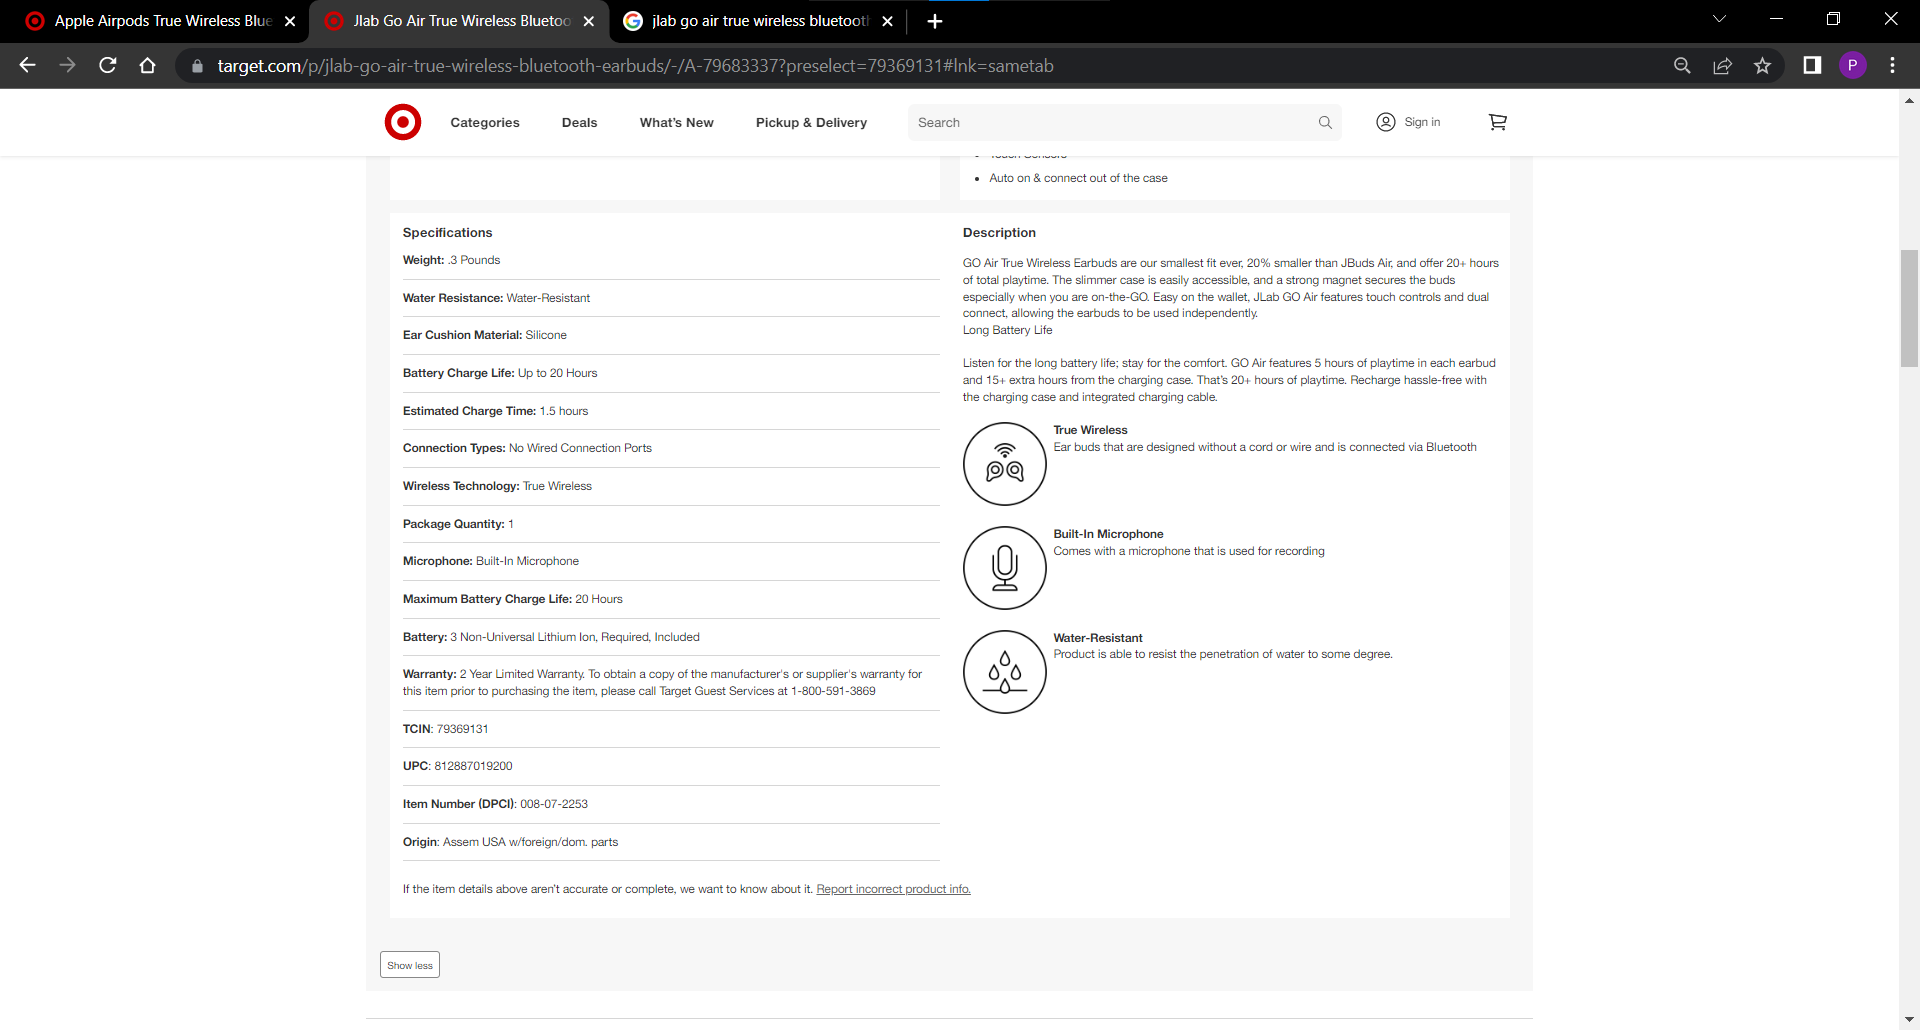 Apple Airpods True Wireless Blue
Jlab Go Air True Wireless Bluetoo
jlab go air true wireless bluetooth
target.com/p/jlab-go-air-true-wireless-bluetooth-earbuds/-/A-79683337?preselect=79369131#lnk=sametab
P
Categories
Deals
What's New
Pickup & Delivery
Search
Sign in
Touch Sensors
Auto on & connect out of the case
Specifications
Weight: .3 Pounds
Water Resistance: Water-Resistant
Ear Cushion Material: Silicone
Battery Charge Life: Up to 20 Hours
Estimated Charge Time: 1.5 hours
Connection Types: No Wired Connection Ports
Wireless Technology: True Wireless
Package Quantity: 1
Microphone: Built-In Microphone
Maximum Battery Charge Life: 20 Hours
Battery: 3 Non-Universal Lithium Ion, Required, Included
Warranty: 2 Year Limited Warranty. To obtain a copy of the manufacturer's or supplier's warranty for
this item prior to purchasing the item, please call Target Guest Services at 1-800-591-3869
TCIN: 79369131
UPC: 812887019200
Item Number (DPCI): 008-07-2253
Origin: Assem USA w/foreign/dom. parts
If the item details above aren't accurate or complete, we want to know about it. Report incorrect product info.
Description
GO Air True Wireless Earbuds are our smallest fit ever, 20% smaller than JBuds Air, and offer 20+ hours
of total playtime. The slimmer case is easily accessible, and a strong magnet secures the buds
especially when you are on-the-GO. Easy on the wallet, JLab GO Air features touch controls and dual
connect, allowing the earbuds to be used independently.
Long Battery Life
Listen for the long battery life; stay for the comfort. GO Air features 5 hours of playtime in each earbud
and 15+ extra hours from the charging case. That's 20+ hours of playtime. Recharge hassle-free with
the charging case and integrated charging cable.
True Wireless
Ear buds that are designed without a cord or wire and is connected via Bluetooth
Built-In Microphone
Comes with a microphone that is used for recording
Water-Resistant
Product is able to resist the penetration of water to some degree.
Show less